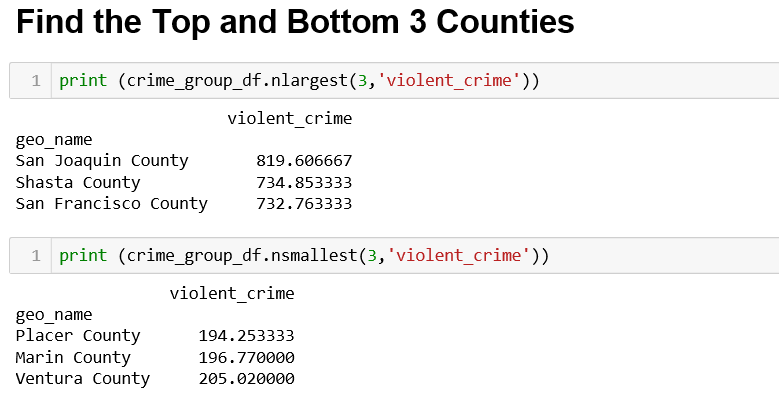 Find the Top and Bottom 3 Counties
1 print (crime_group_df.nlargest(3,'violent_crime'))
violent_crime
geo_name
San Joaquin County 819.606667
Shasta County 734.853333
San Francisco County 732.763333
1 print (crime_group_df.nsmallest(3,'violent_crime'))
violent_crime
geo_name
Placer County 194.253333
Marin County 196.770000
Ventura County 205.020000